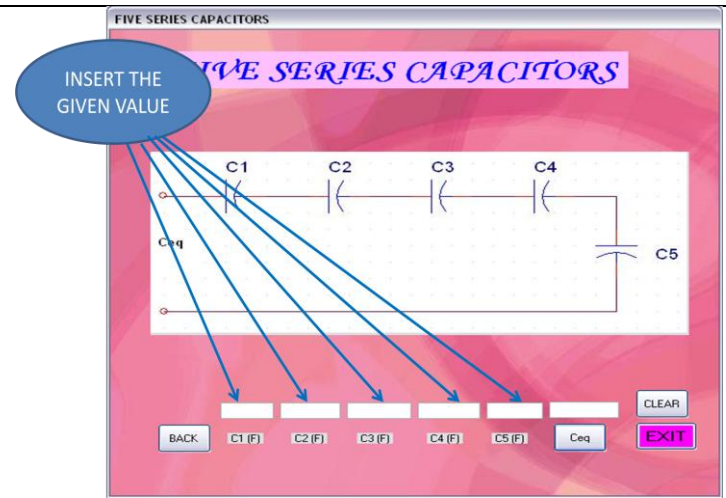 FIVE SERIES CAPACITORS
IVE SERIES CAPACITORS
INSERT THE
GIVEN VALUE
C1 C2 C3 C4
Ceq
C5
CLEAR
BACK C1 (F) C2 (F) C3 (F) C4 (F) C5 (F) Ceq EXIT